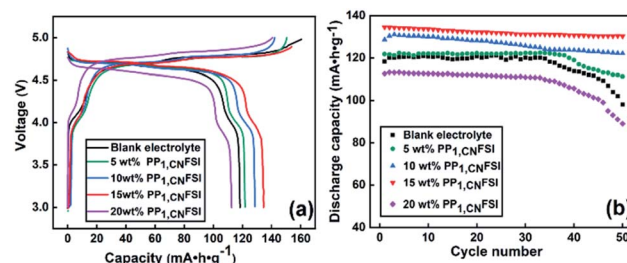 5.0
4.5
4.0
3.5
3.0
Voltage (V)
Blank electrolyte
5 wt% PP1,CNFSI
10wt% PP1,CNFSI
15wt% PP1,CNFSI
20wt% PP1,CNFSI
(a)
0 20 40 60 80 100 120 140 160
Capacity (mA•h•g-1)
140
120
100
80
60
40
Discharge capacity (mA•h•g-1)
Blank electrolyte
5 wt% PP1,CNFSI
10 wt% PP1,CNFSI
15 wt% PP1,CNFSI
20 wt% PP1,CNFSI
(b)
0 10 20 30 40 50
Cycle number